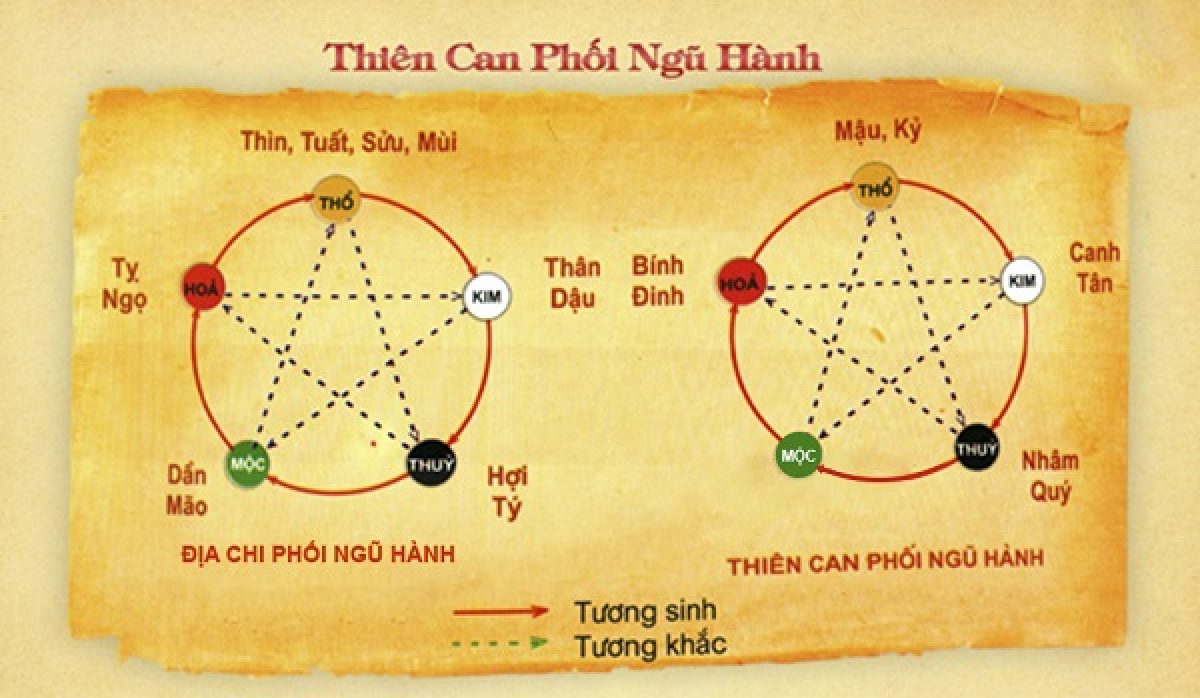 Thiên Can Phối Ngũ Hành
Thìn, Tuất, Sửu, Mùi
THỔ
Tỵ
Ngọ
HOẢ
KIM
Thân
Dậu
MỘC
THUỶ
Dần
Mão
Hợi
Tý
ĐỊA CHI PHỐI NGŨ HÀNH
Mậu, Kỷ
THỔ
Bính
Đinh
HOẢ
KIM
Canh
Tân
MỘC
THUỶ
Nhâm
Quý
THIÊN CAN PHỐI NGŨ HÀNH
Tương sinh
Tương khắc